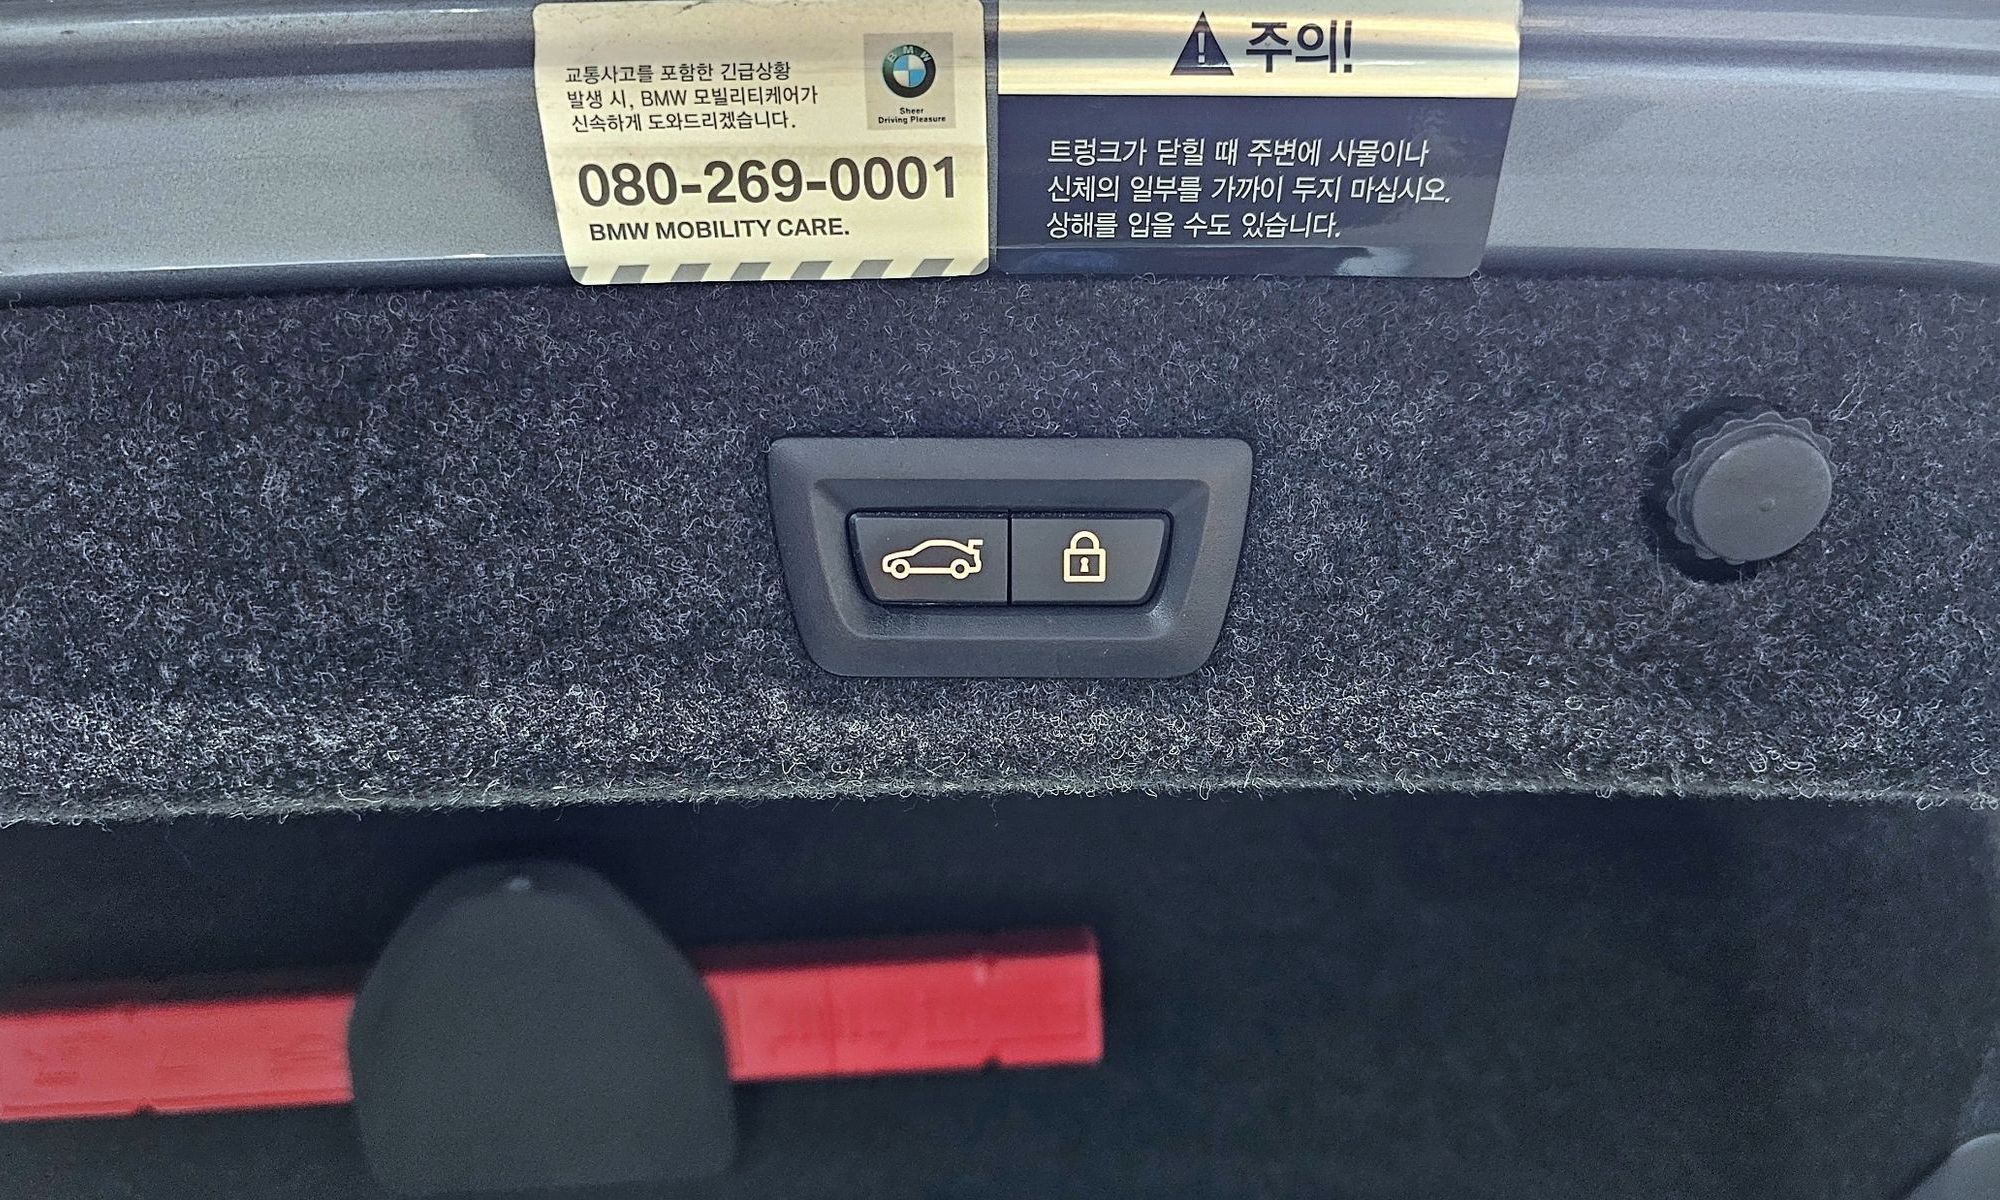 교통사고를 포함한 긴급상황
발생 시, BMW 모빌리티케어가
신속하게 도와드리겠습니다.
BMW
Sheer
Driving Pleasure
080-269-0001
BMW MOBILITY CARE.
주의!
트렁크가 닫힐 때 주변에 사물이나
신체의 일부를 가까이 두지 마십시오.
상해를 입을 수도 있습니다.